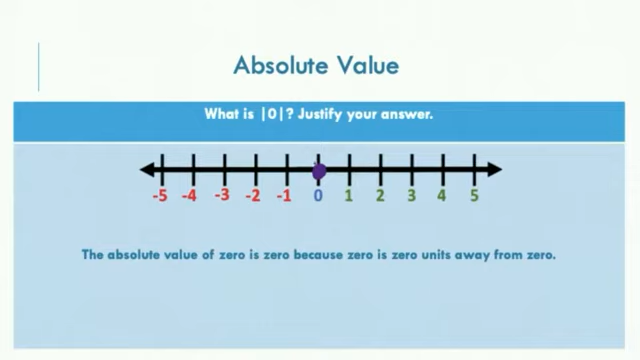 Absolute Value
What is |0|? Justify your answer.
-5 -4 -3 -2 -1 0 1 2 3 4 5
The absolute value of zero is zero because zero is zero units away from zero.